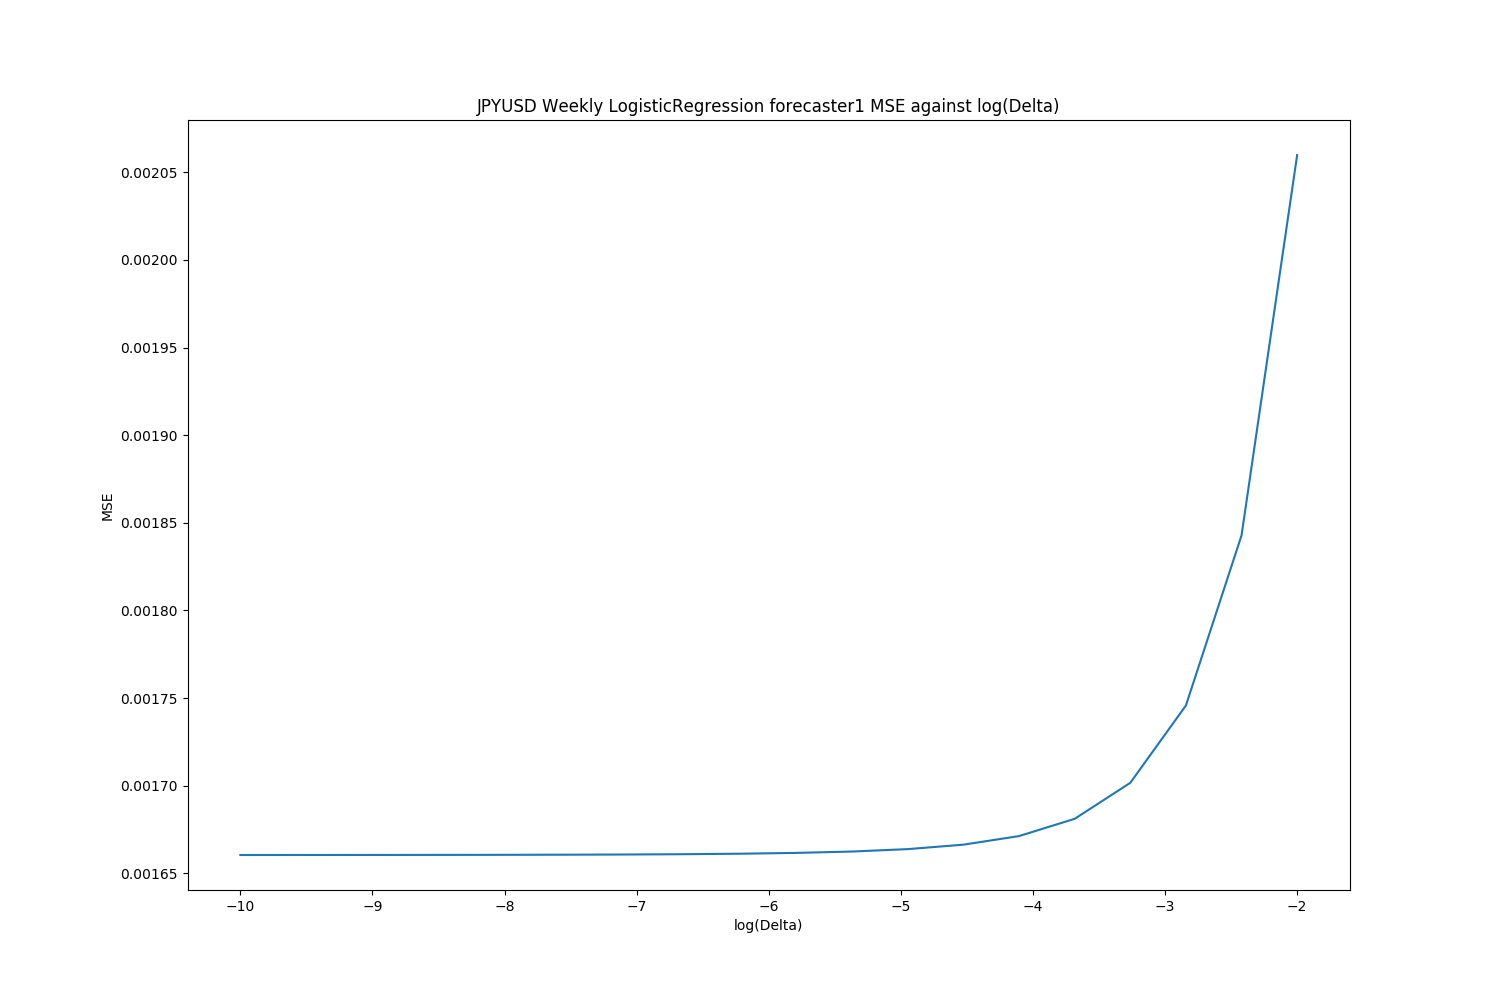 JPYUSD Weekly LogisticRegression forecaster1 MSE against log(Delta)
0.00205
0.00200
0.00195
0.00190
0.00185
0.00180
0.00175
0.00170
0.00165
MSE
−10 −9 −8 −7 −6 −5 −4 −3 −2
log(Delta)